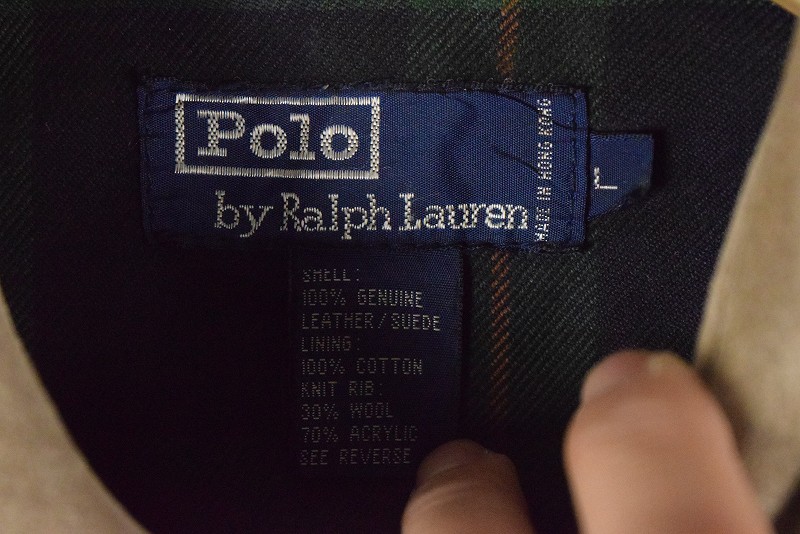 Polo
by Ralph Lauren
MADE IN HONG KONG
L
SHELL:
100% GENUINE
LEATHER/SUEDE
LINING:
100% COTTON
KNIT RIB:
30% WOOL
70% ACRYLIC
SEE REVERSE